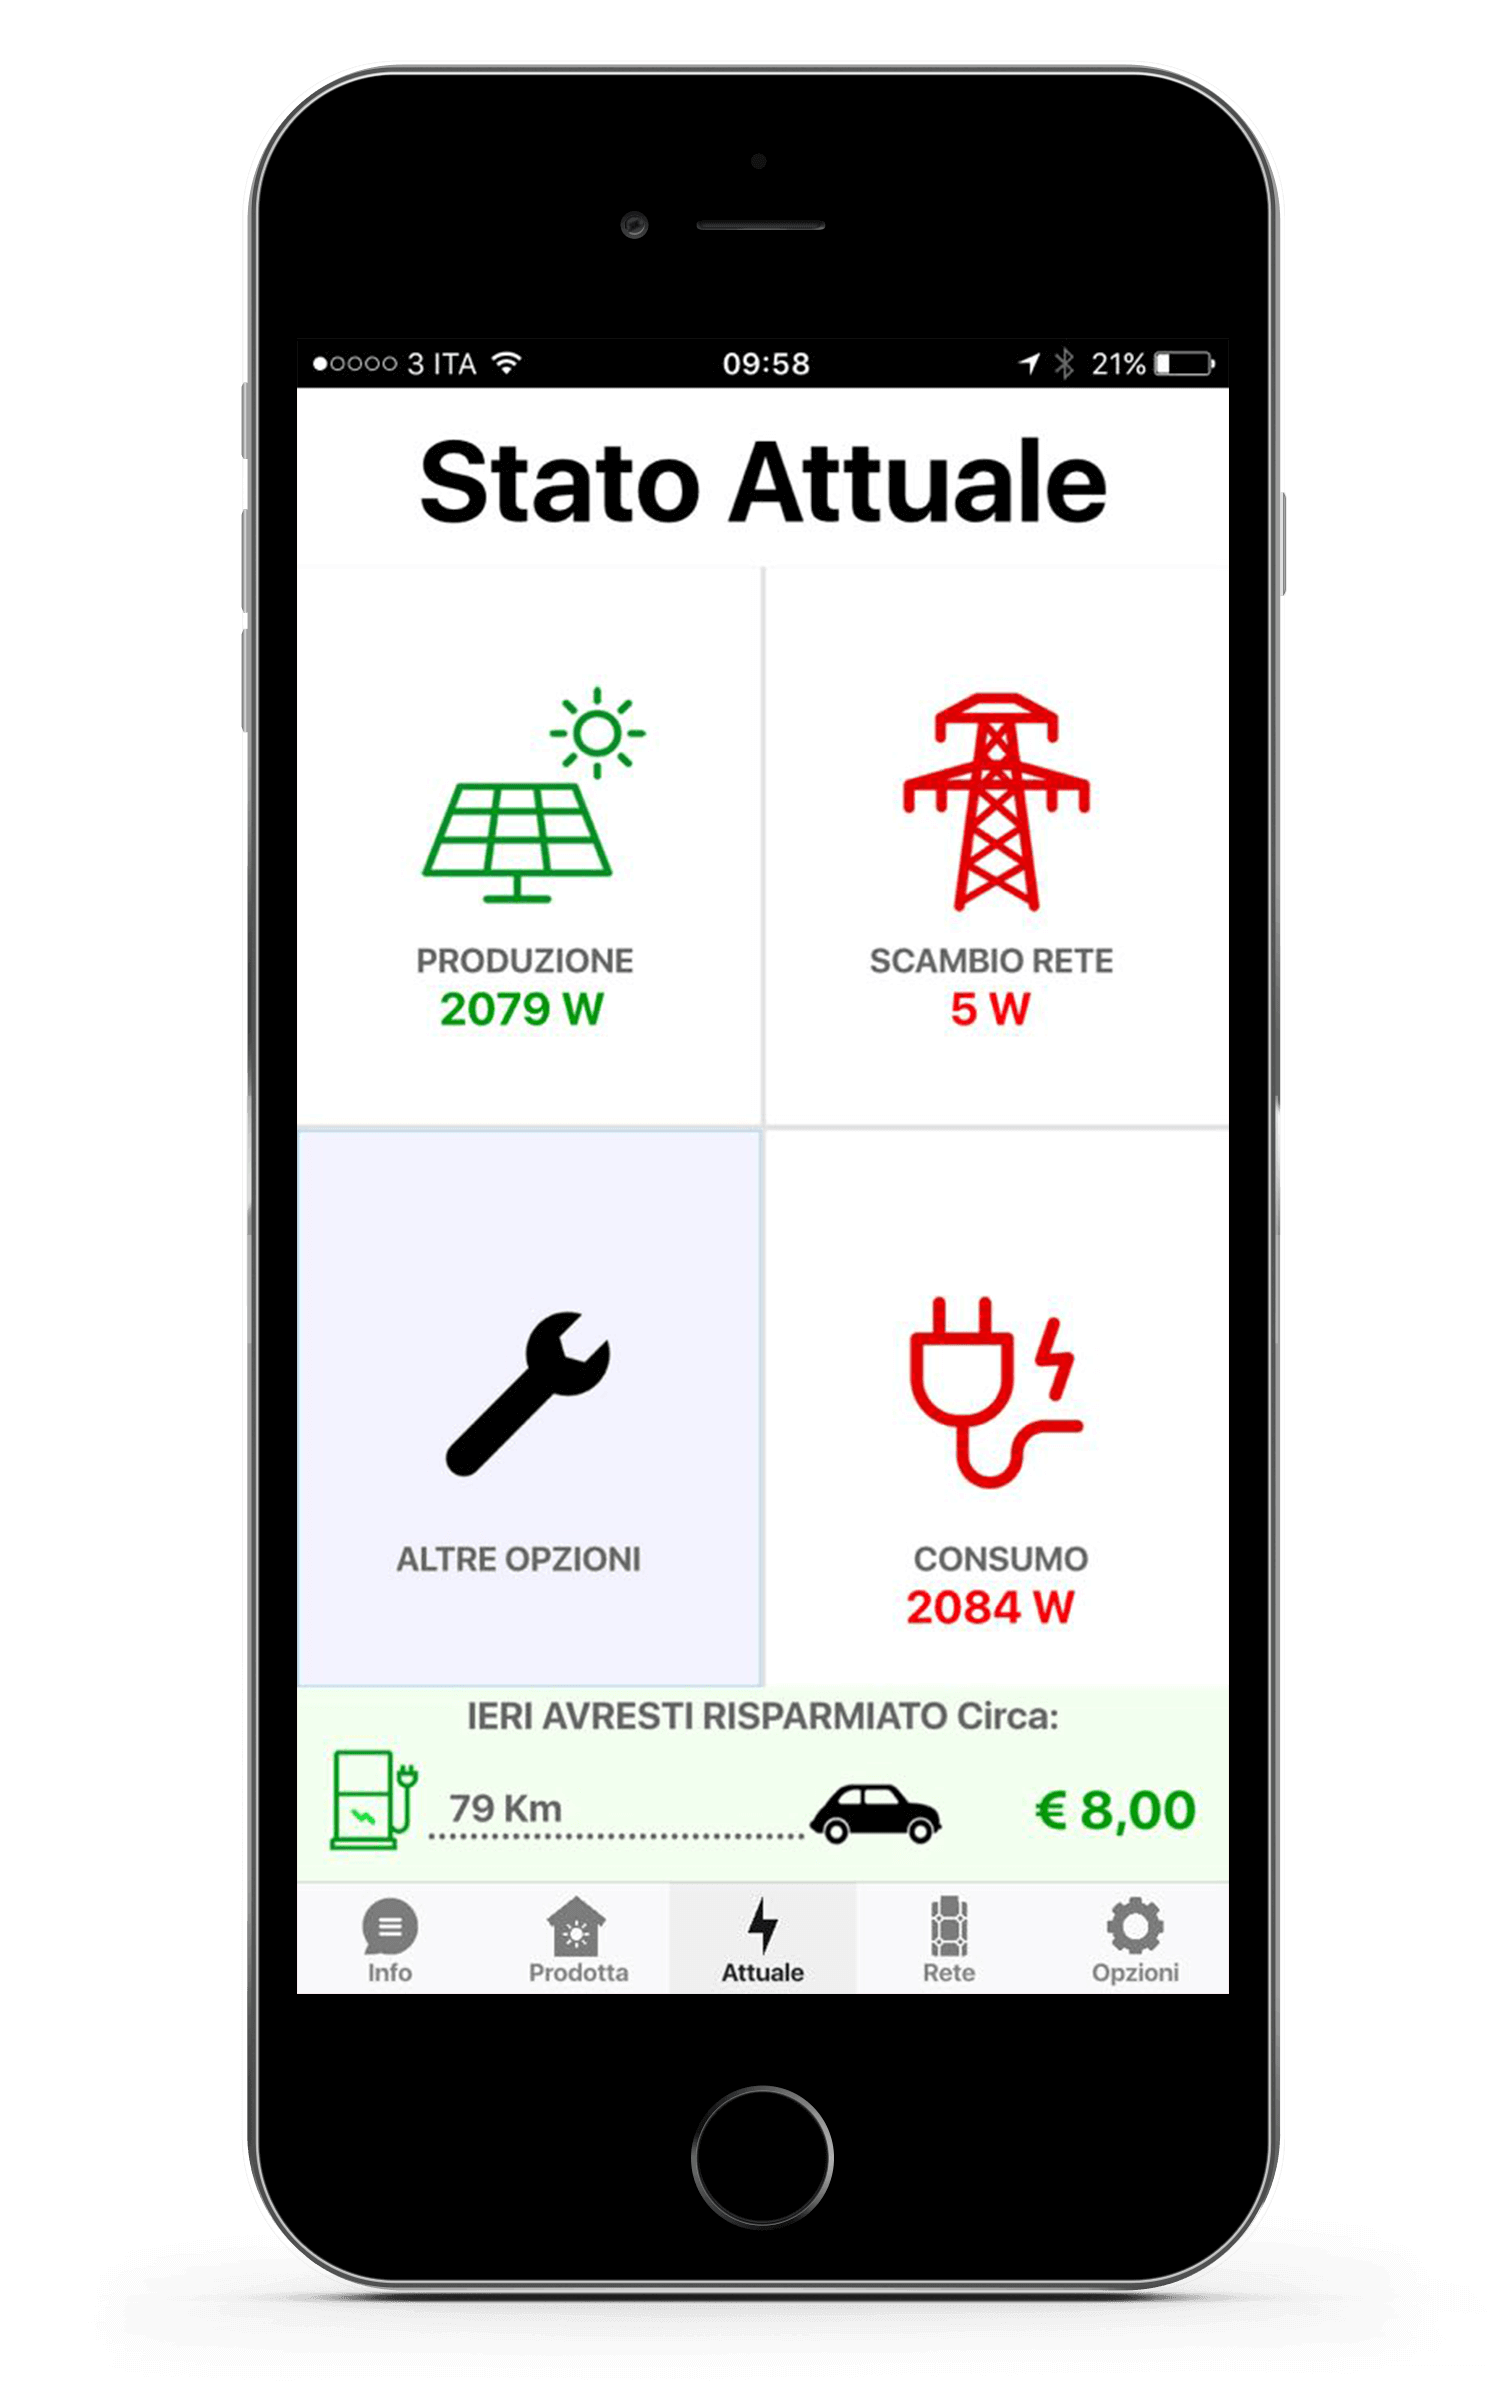 3 ITA 09:58 21%
Stato Attuale
PRODUZIONE
2079 W
SCAMBIO RETE
5 W
ALTRE OPZIONI
CONSUMO
2084 W
IERI AVRESTI RISPARMIATO Circa:
79 Km
€ 8,00
Info Prodotta Attuale Rete Opzioni